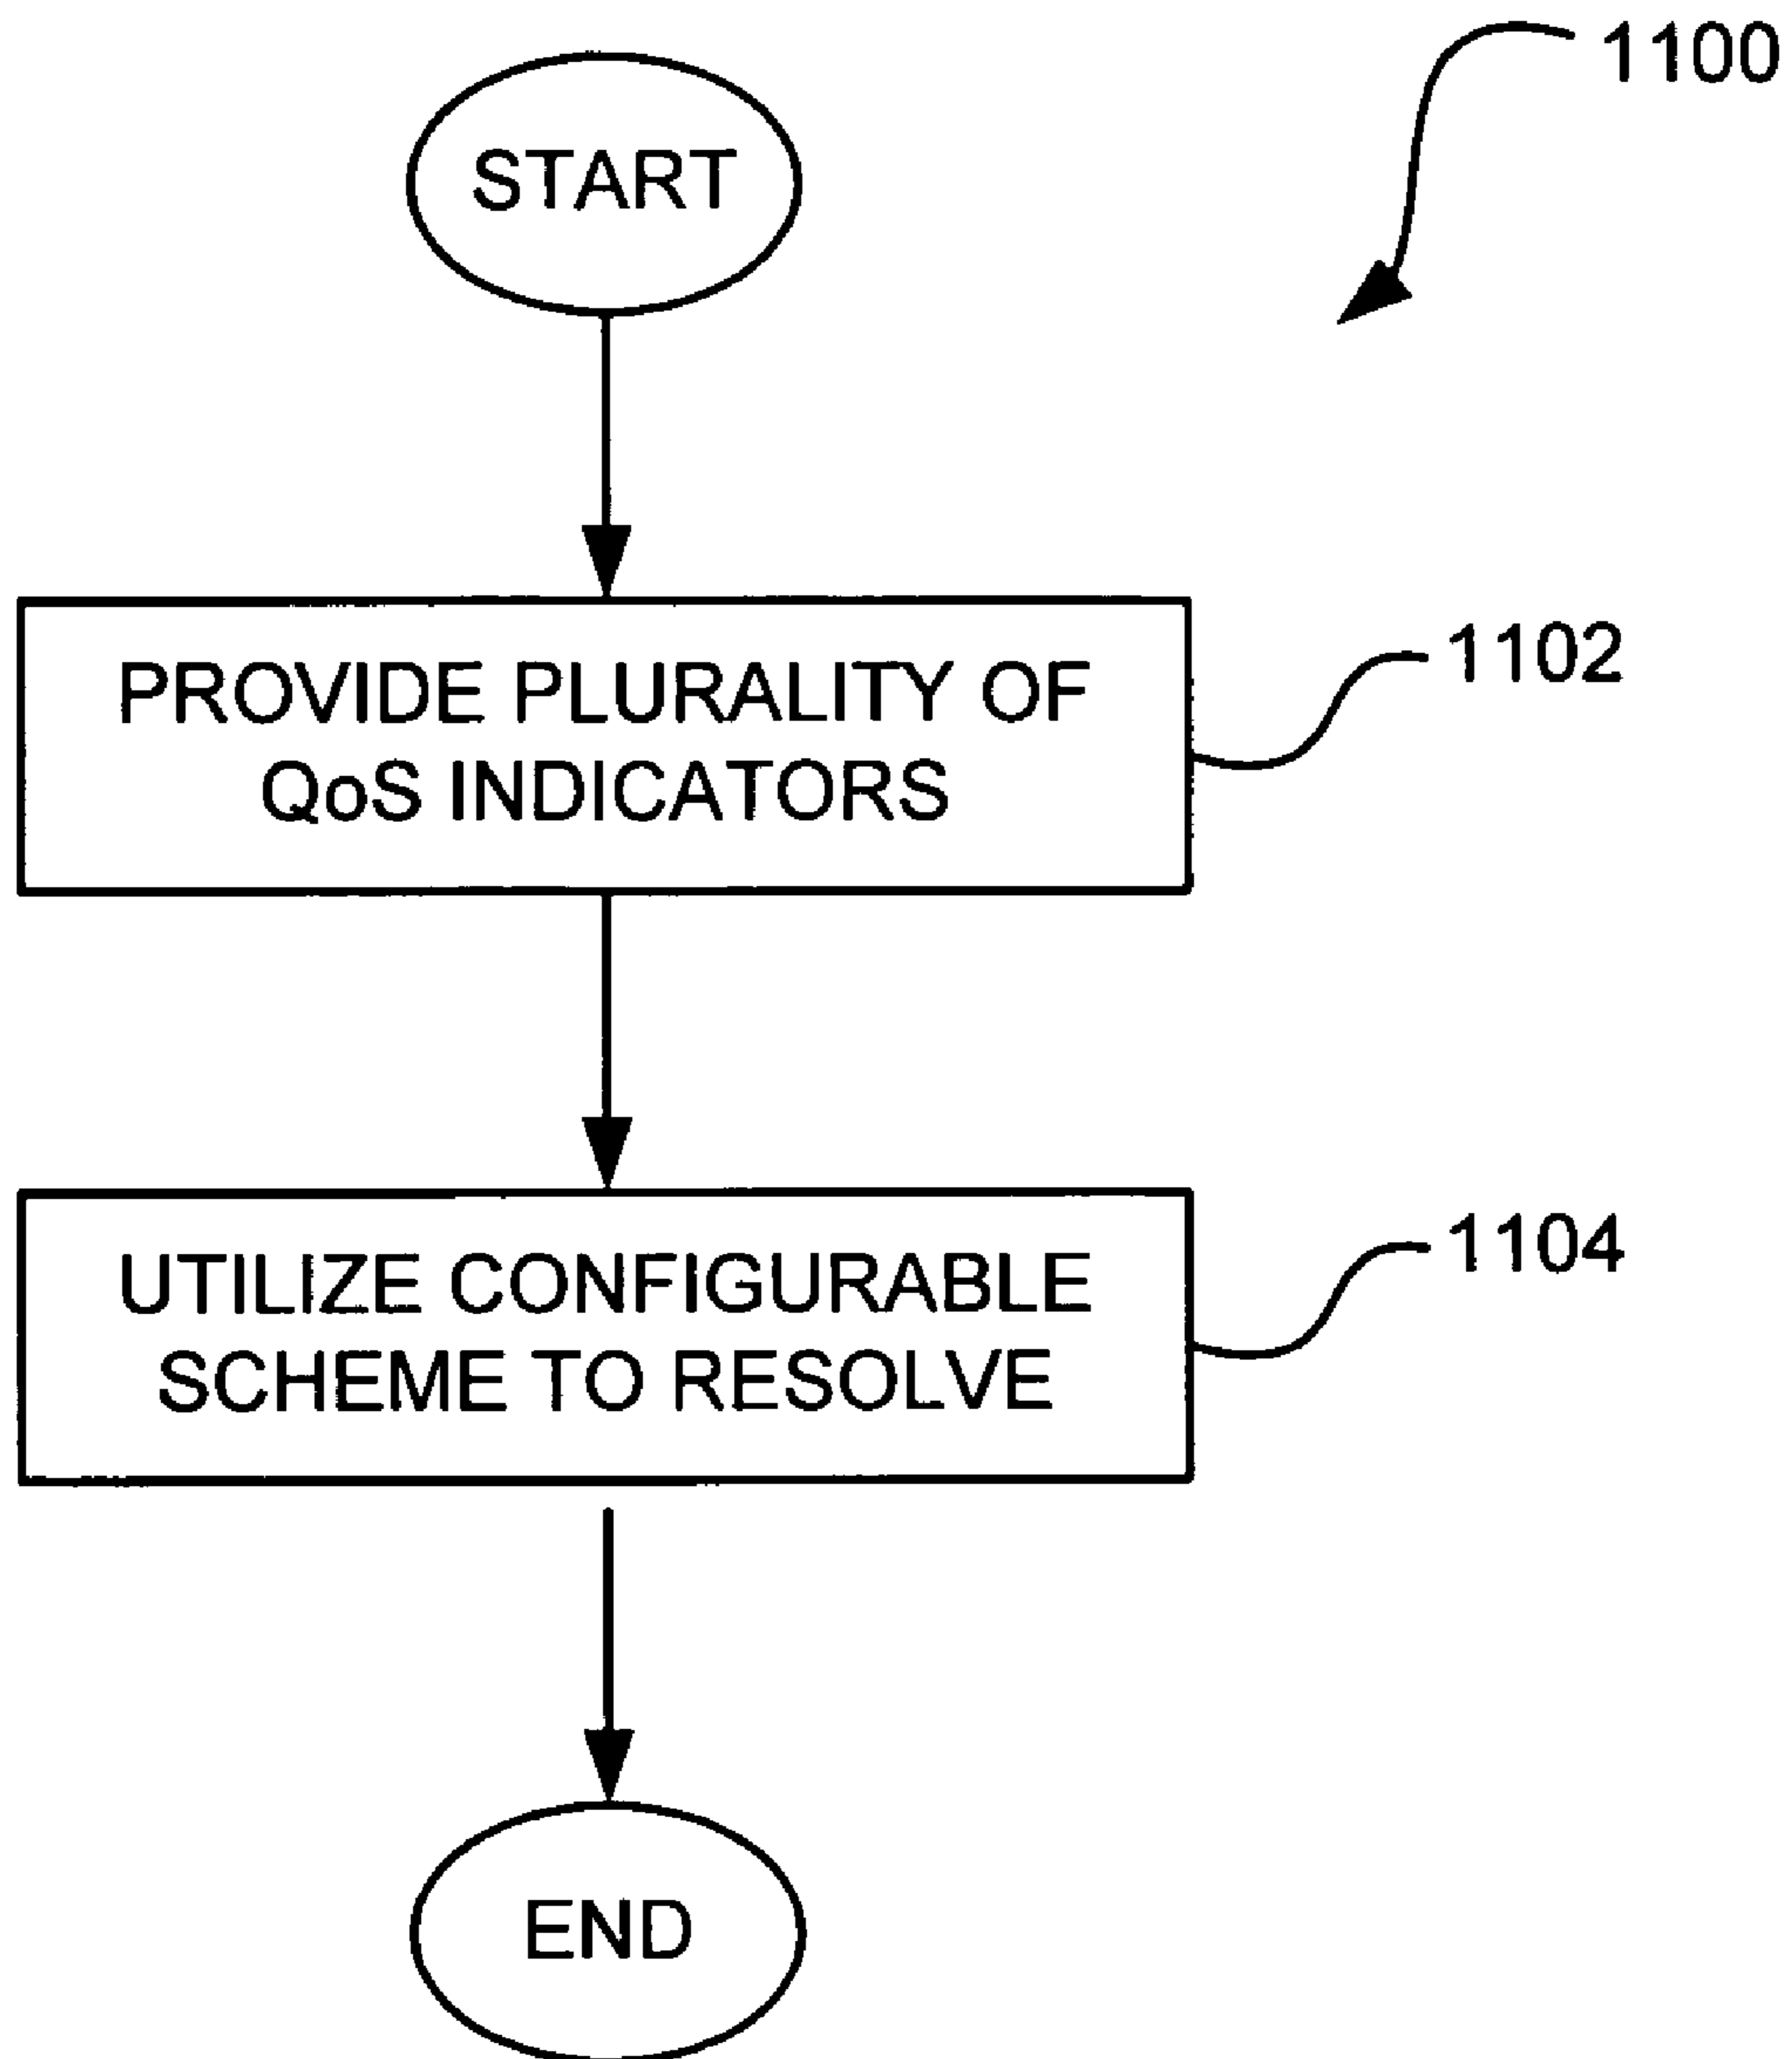 1100
START
PROVIDE PLURALITY OF
QoS INDICATORS
1102
UTILIZE CONFIGURABLE
SCHEME TO RESOLVE
1104
END